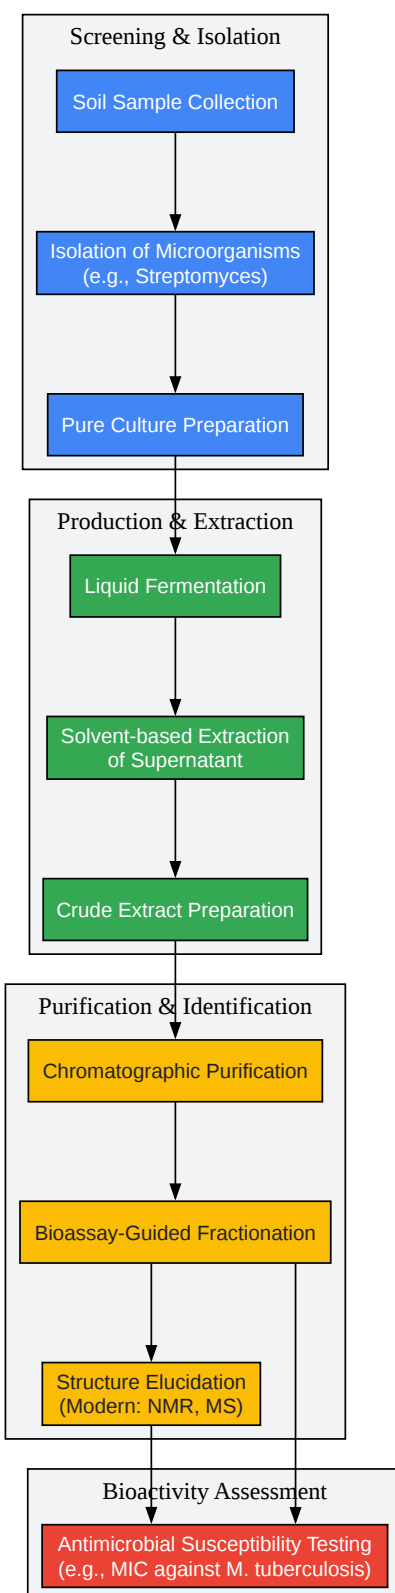 Screening & Isolation
Soil Sample Collection
Isolation of Microorganisms
(e.g., Streptomyces)
Pure Culture Preparation
Production & Extraction
Liquid Fermentation
Solvent-based Extraction
of Supernatant
Crude Extract Preparation
Purification & Identification
Chromatographic Purification
Bioassay-Guided Fractionation
Structure Elucidation
(Modern: NMR, MS)
Bioactivity Assessment
Antimicrobial Susceptibility Testing
(e.g., MIC against M. tuberculosis)